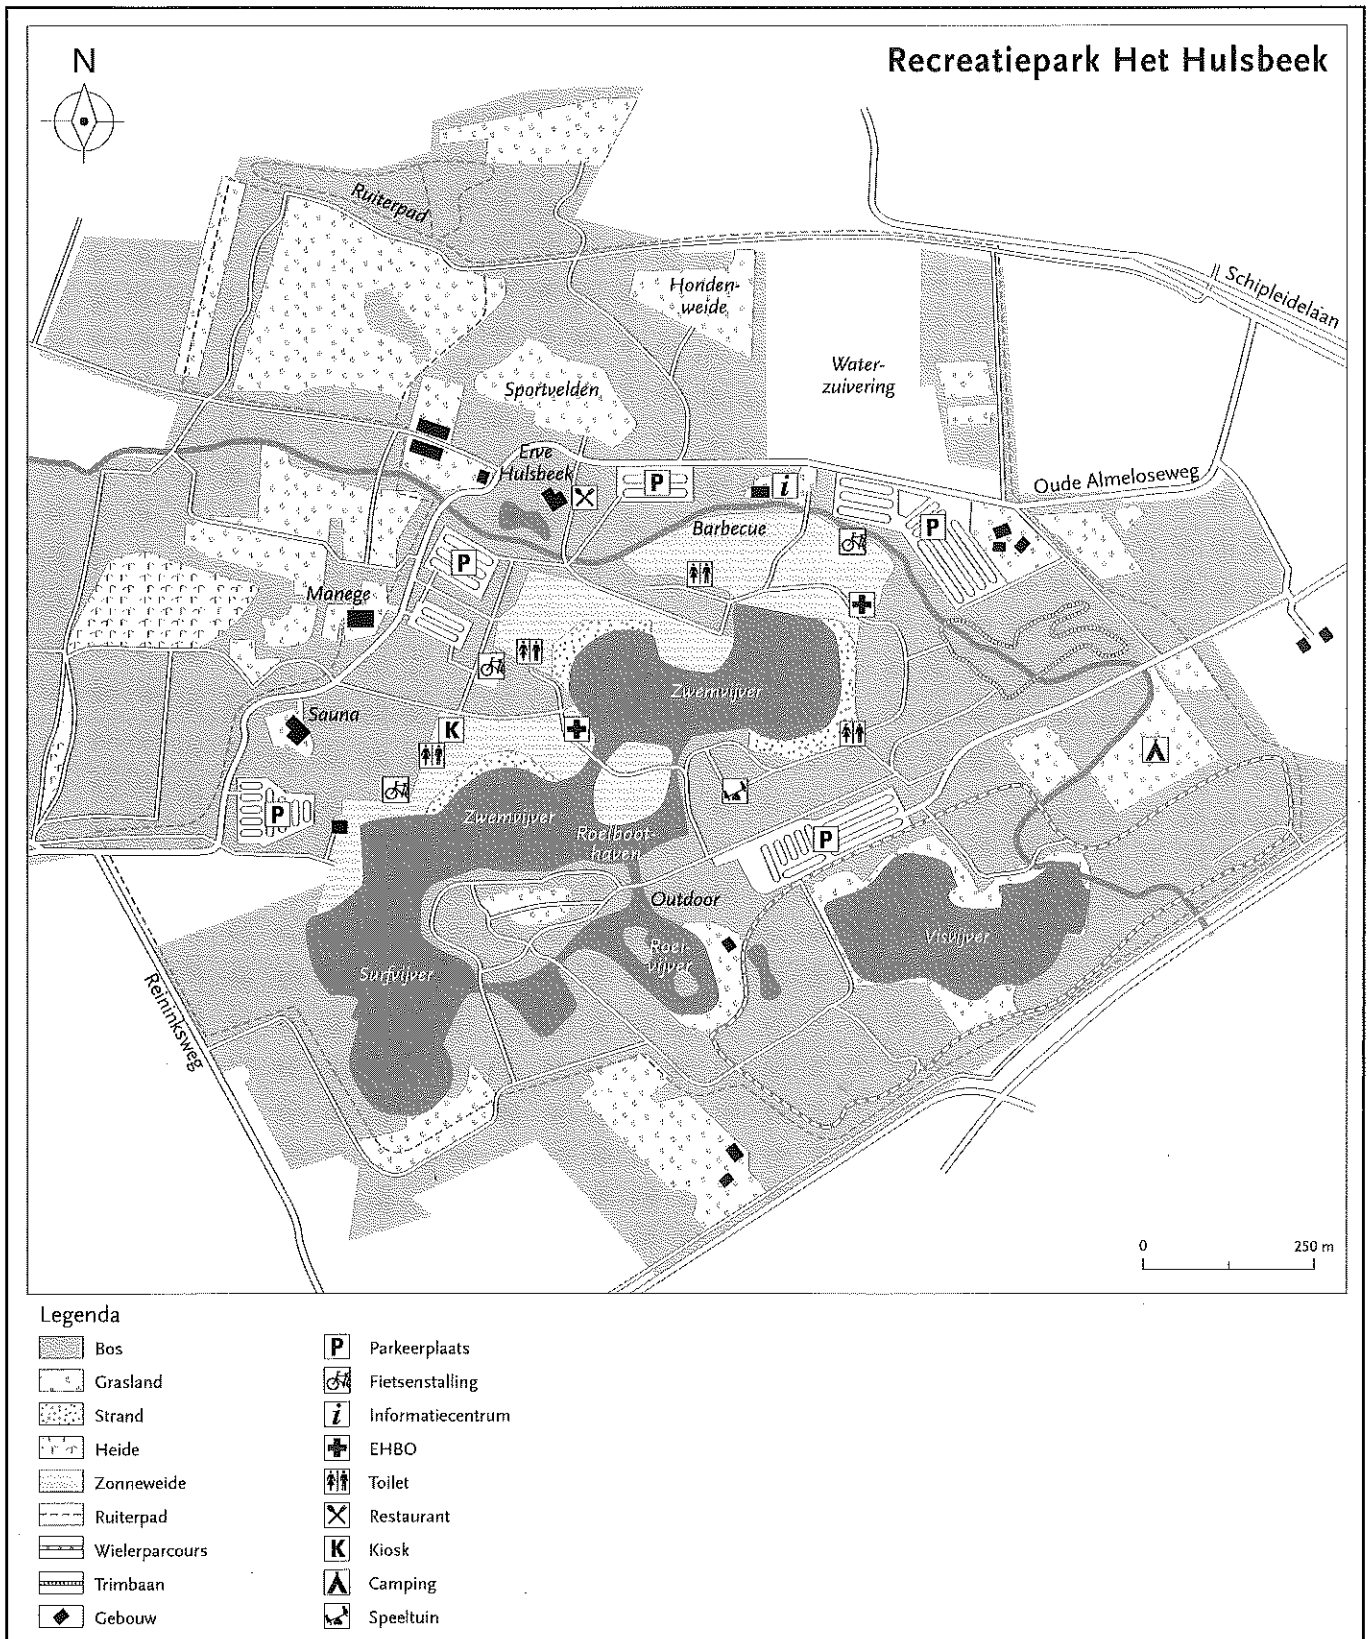 Recreatiepark Het Hulsbeek
N
Ruiterpad
Schipleidelaan
Honden-
weide
Water-
zuivering
Sportvelden
Erve
Hulsbeek
P
i
Oude Almeloseweg
Barbecue
P
P
Manege
Zwemvijver
Sauna
K
P
Zwemvijver
Roeiboot-
haven
P
Outdoor
Roei-
vijver
Visvijver
Surfvijver
Reininksweg
0 250 m
Legenda
Bos
Grasland
Strand
Heide
Zonneweide
Ruiterpad
Wielerparcours
Trimbaan
Gebouw
P Parkeerplaats
Fietsenstalling
i Informatiecentrum
EHBO
Toilet
Restaurant
K Kiosk
Camping
Speeltuin